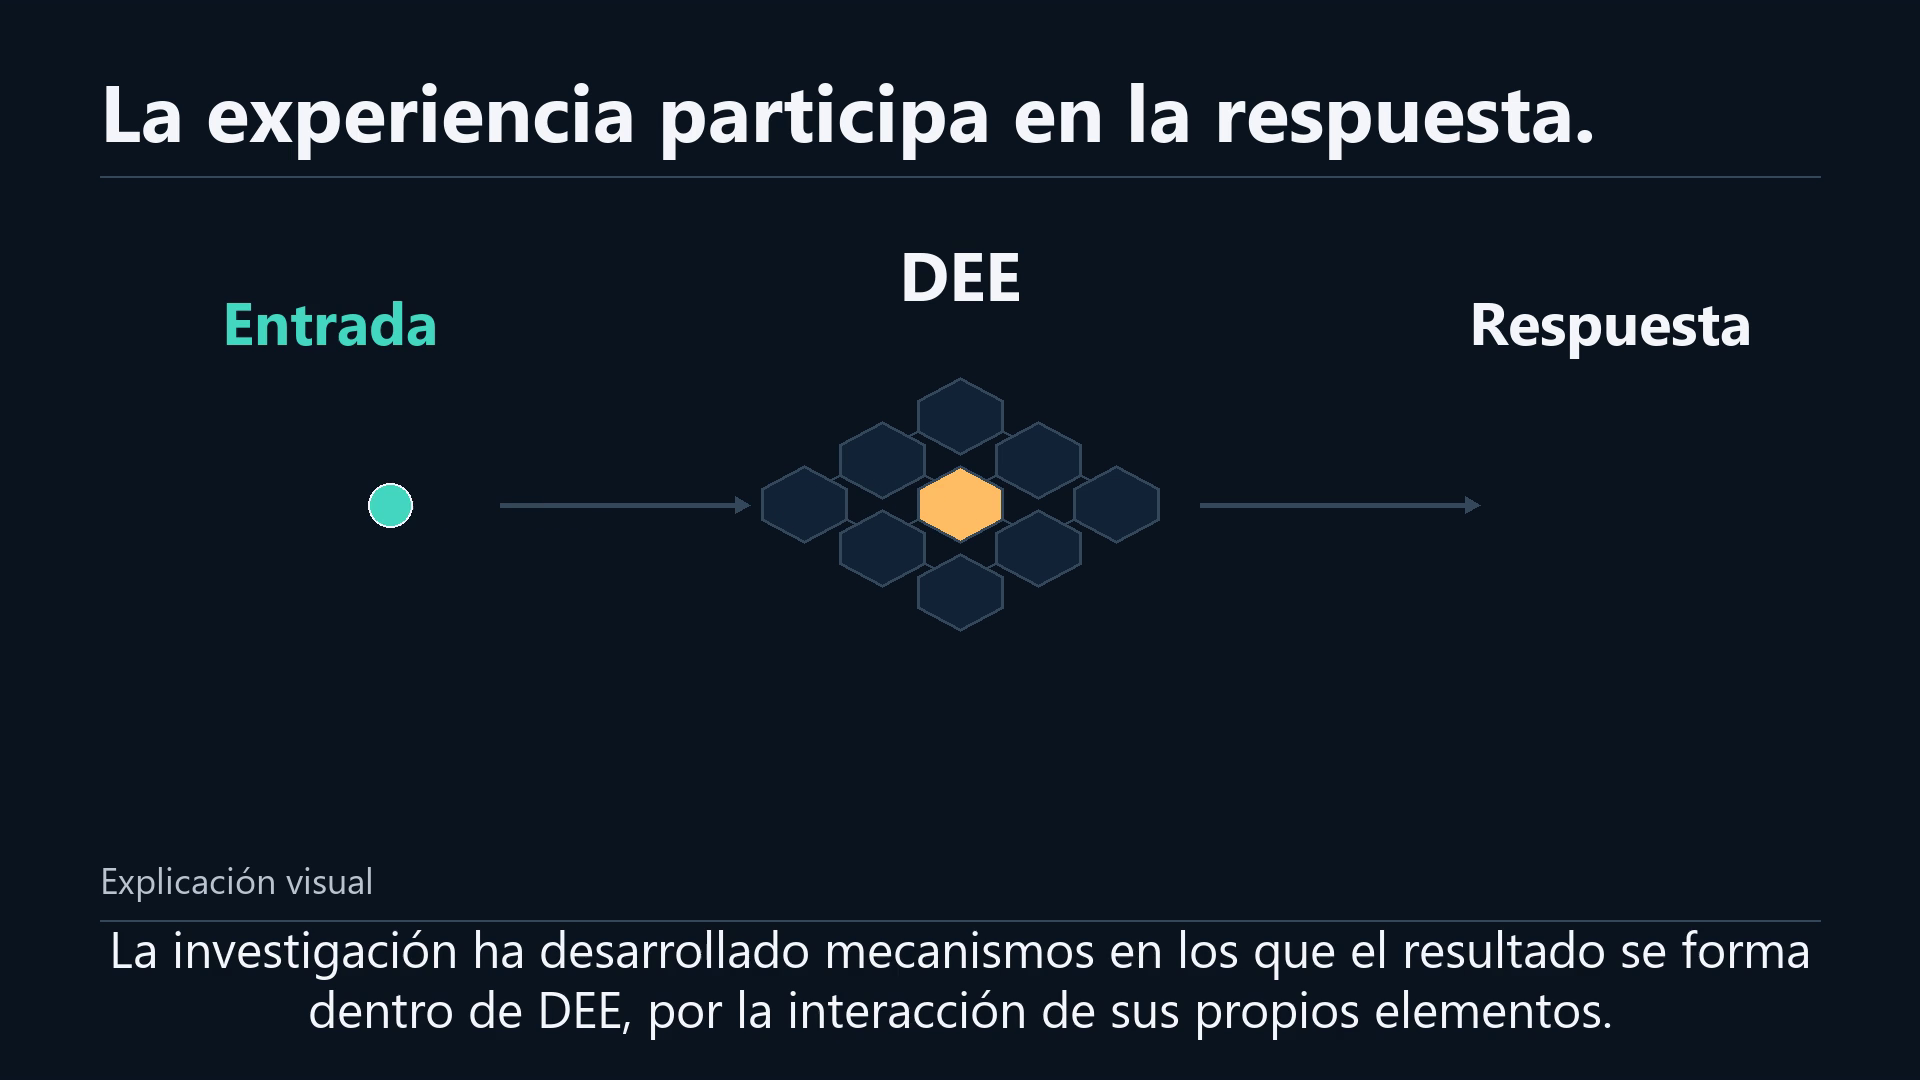 La experiencia participa en la respuesta.
DEE
Entrada
Respuesta
Explicación visual
La investigación ha desarrollado mecanismos en los que el resultado se forma
dentro de DEE, por la interacción de sus propios elementos.